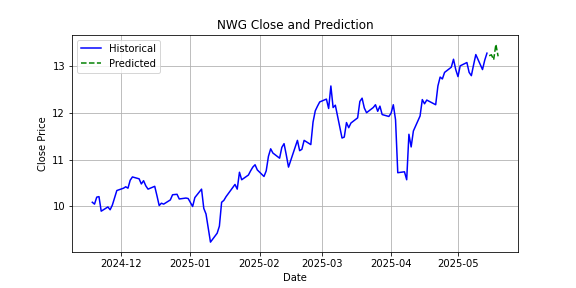 NWG Close and Prediction
Historical
Predicted
Close Price
13
12
11
10
2024-12
2025-01
2025-02
2025-03
2025-04
2025-05
Date